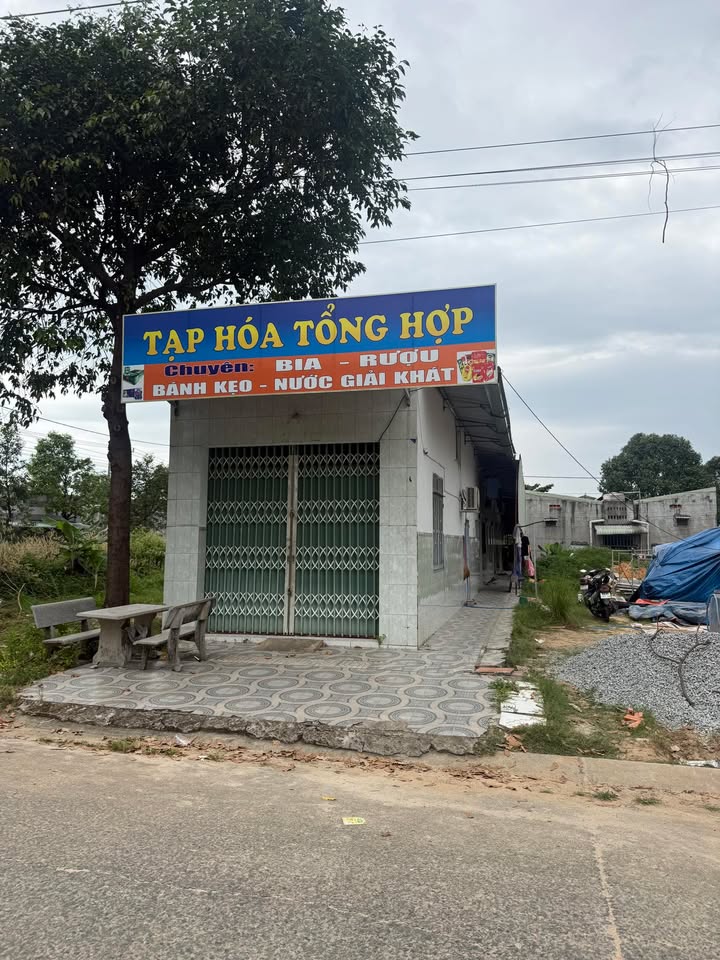 TẠP HÓA TỔNG HỢP
Chuyên: BIA - RƯỢU
BÁNH KẸO - NƯỚC GIẢI KHÁT